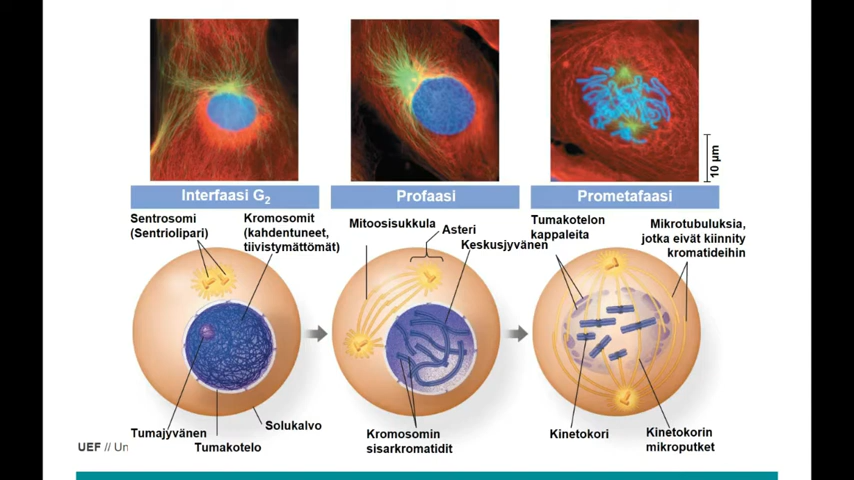 10 µm
Interfaasi G2
Profaasi
Prometafaasi
Sentrosomi
(Sentriolipari)
Kromosomit
(kahdentuneet,
tiivistymättömät)
Mitoosisukkula
Asteri
Keskusjyvänen
Tumakotelon
kappaleita
Mikrotubuluksia,
jotka eivät kiinnity
kromatideihin
Tumajyvänen
Tumakotelo
Solukalvo
Kromosomin
sisarkromatidit
Kinetokori
Kinetokorin
mikroputket
UEF // Un